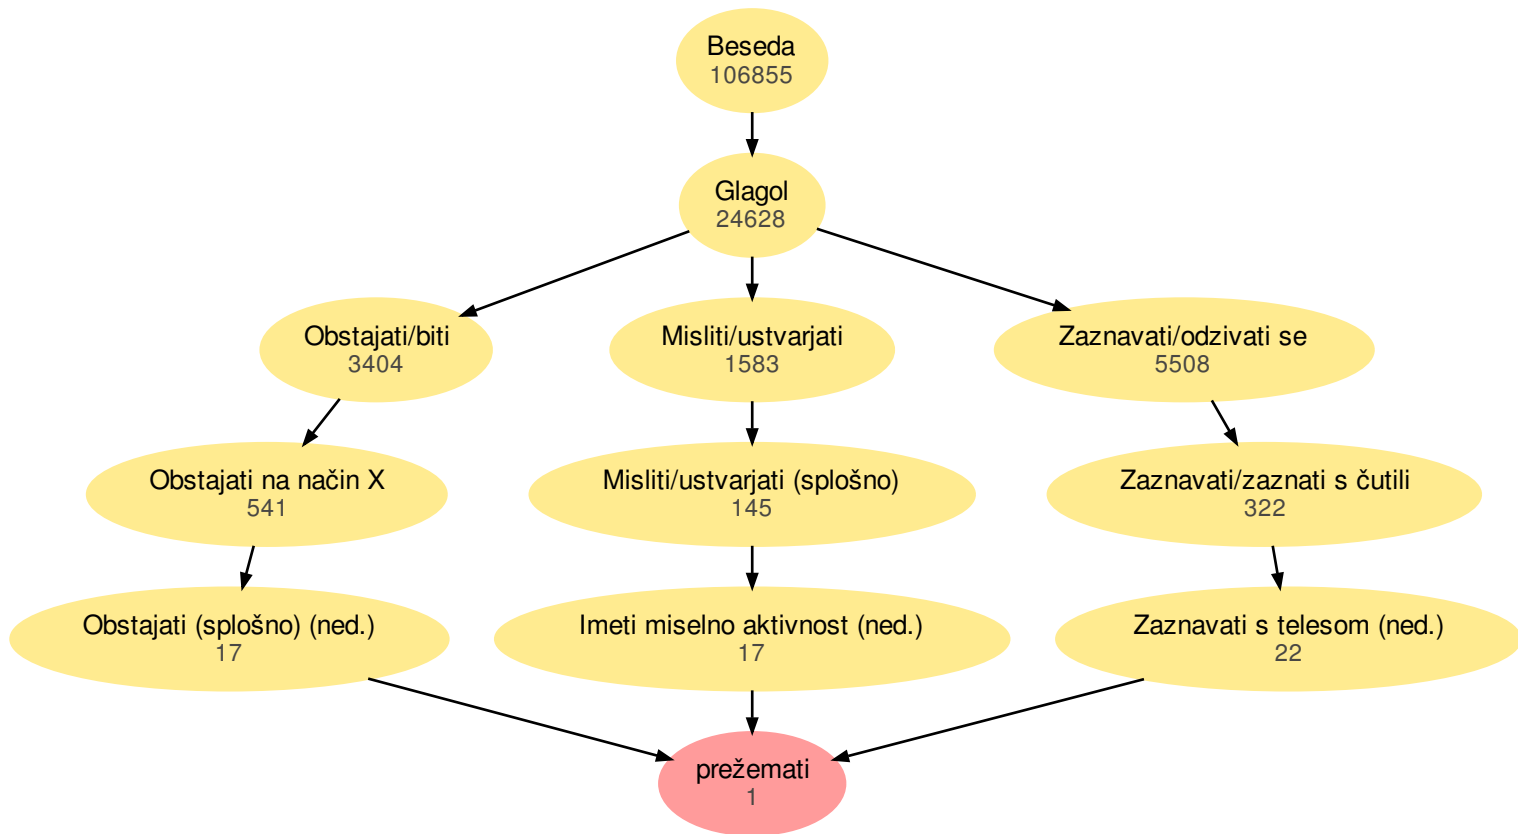 Beseda
106855
Glagol
24628
Obstajati/biti
3404
Misliti/ustvarjati
1583
Zaznavati/odzivati se
5508
Obstajati na način X
541
Misliti/ustvarjati (splošno)
145
Zaznavati/zaznati s čutili
322
Obstajati (splošno) (ned.)
17
Imeti miselno aktivnost (ned.)
17
Zaznavati s telesom (ned.)
22
prežemati
1